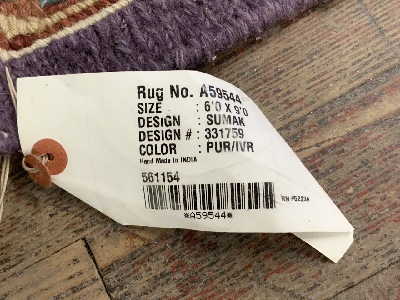 Rug No. A59544
SIZE : 6'0 X 9'0
DESIGN : SUMAK
DESIGN # : 331759
COLOR : PUR/IVR
Hand Made In INDIA
561154
*A59544*